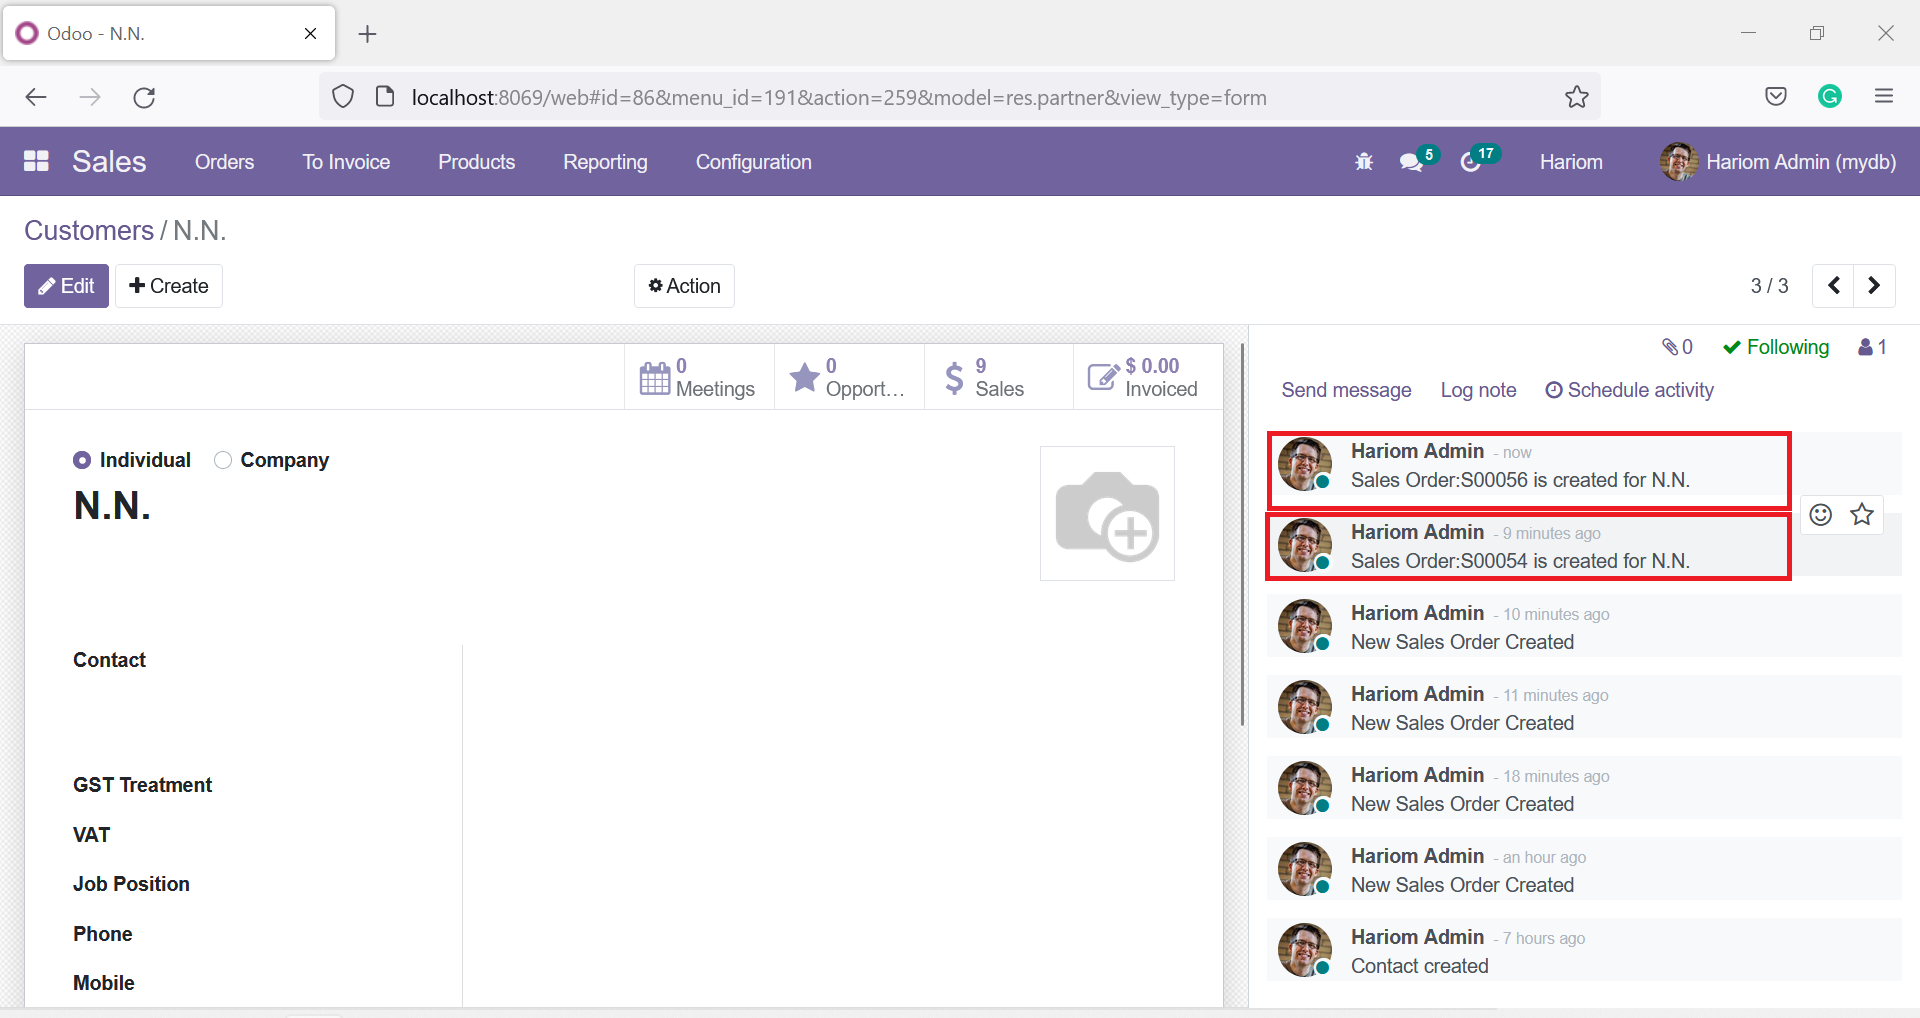 Odoo - N.N.
localhost:8069/web#id=86&menu_id=191&action=259&model=res.partner&view_type=form
Sales Orders To Invoice Products Reporting Configuration 5 17 Hariom Hariom Admin (mydb)
Customers / N.N.
Edit Create Action 3 / 3
0 Meetings
0 Opport...
9 Sales
$ 0.00 Invoiced
0 Following 1
Send message Log note Schedule activity
Individual Company
N.N.
Contact
GST Treatment
VAT
Job Position
Phone
Mobile
Hariom Admin - now
Sales Order:S00056 is created for N.N.
Hariom Admin - 9 minutes ago
Sales Order:S00054 is created for N.N.
Hariom Admin - 10 minutes ago
New Sales Order Created
Hariom Admin - 11 minutes ago
New Sales Order Created
Hariom Admin - 18 minutes ago
New Sales Order Created
Hariom Admin - an hour ago
New Sales Order Created
Hariom Admin - 7 hours ago
Contact created